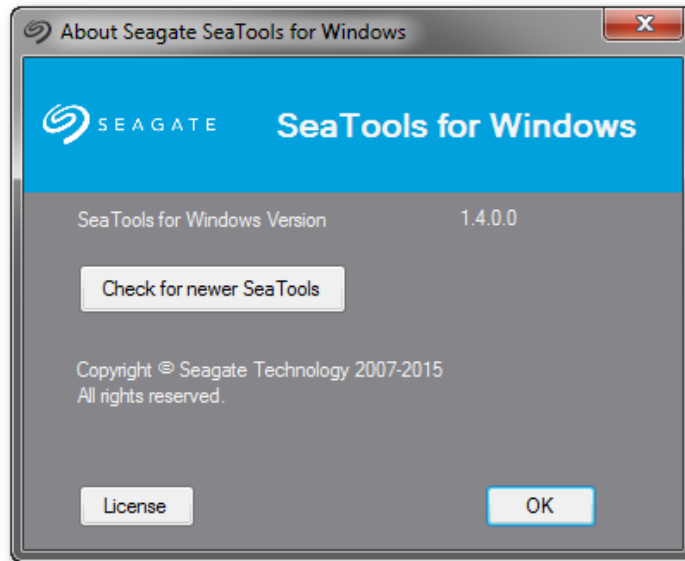 About Seagate SeaTools for Windows
SEAGATE SeaTools for Windows
SeaTools for Windows Version 1.4.0.0
Check for newer SeaTools
Copyright © Seagate Technology 2007-2015
All rights reserved.
License OK